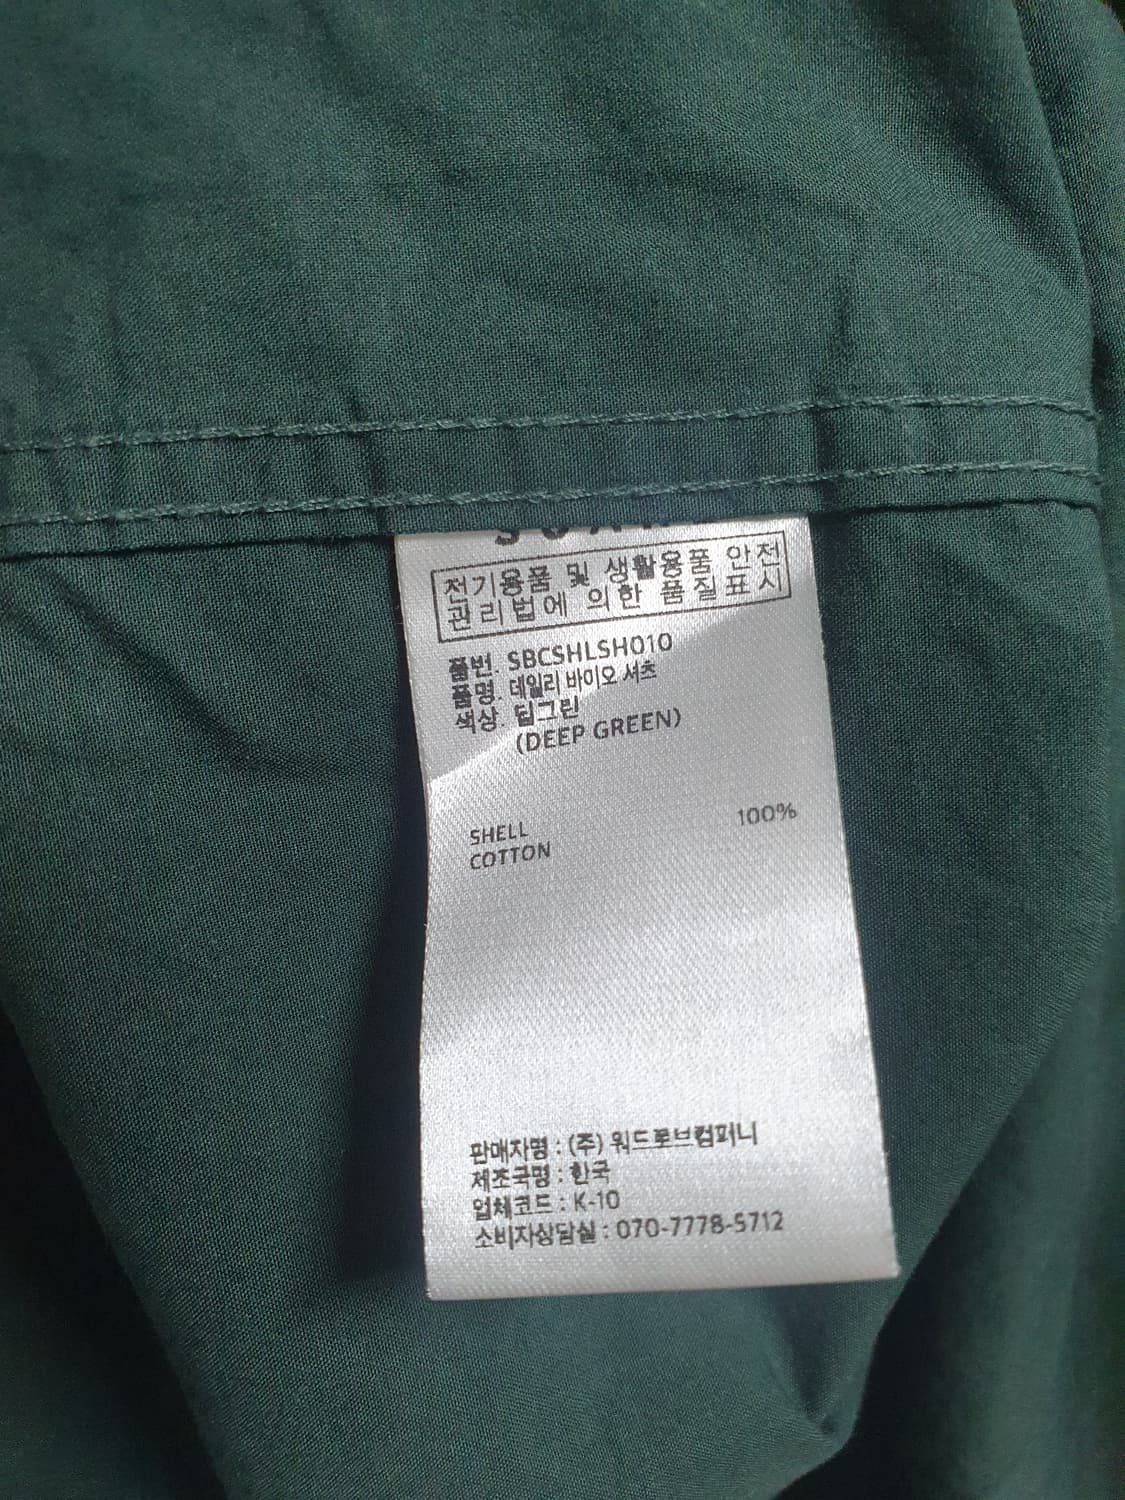 전기용품 및 생활용품 안전
관리법에 의한 품질표시
품번. SBCSHLSH010
품명. 데일리 바이오 셔츠
색상. 딥그린
(DEEP GREEN)
SHELL
COTTON 100%
판매자명 : (주) 워드로브컴퍼니
제조국명 : 한국
업체코드 : K-10
소비자상담실 : 070-7778-5712